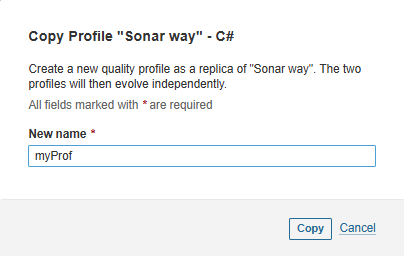 Copy Profile "Sonar way" - C#
Create a new quality profile as a replica of "Sonar way". The two
profiles will then evolve independently.
All fields marked with * are required
New name *
myProf
Copy Cancel